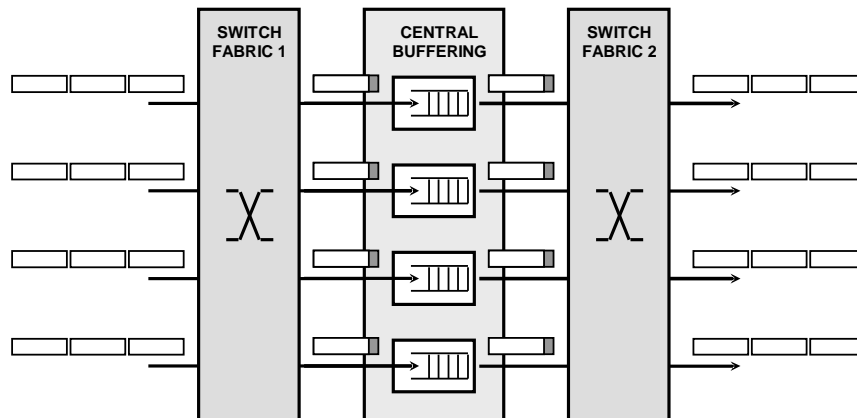 SWITCH
FABRIC 1
CENTRAL
BUFFERING
SWITCH
FABRIC 2